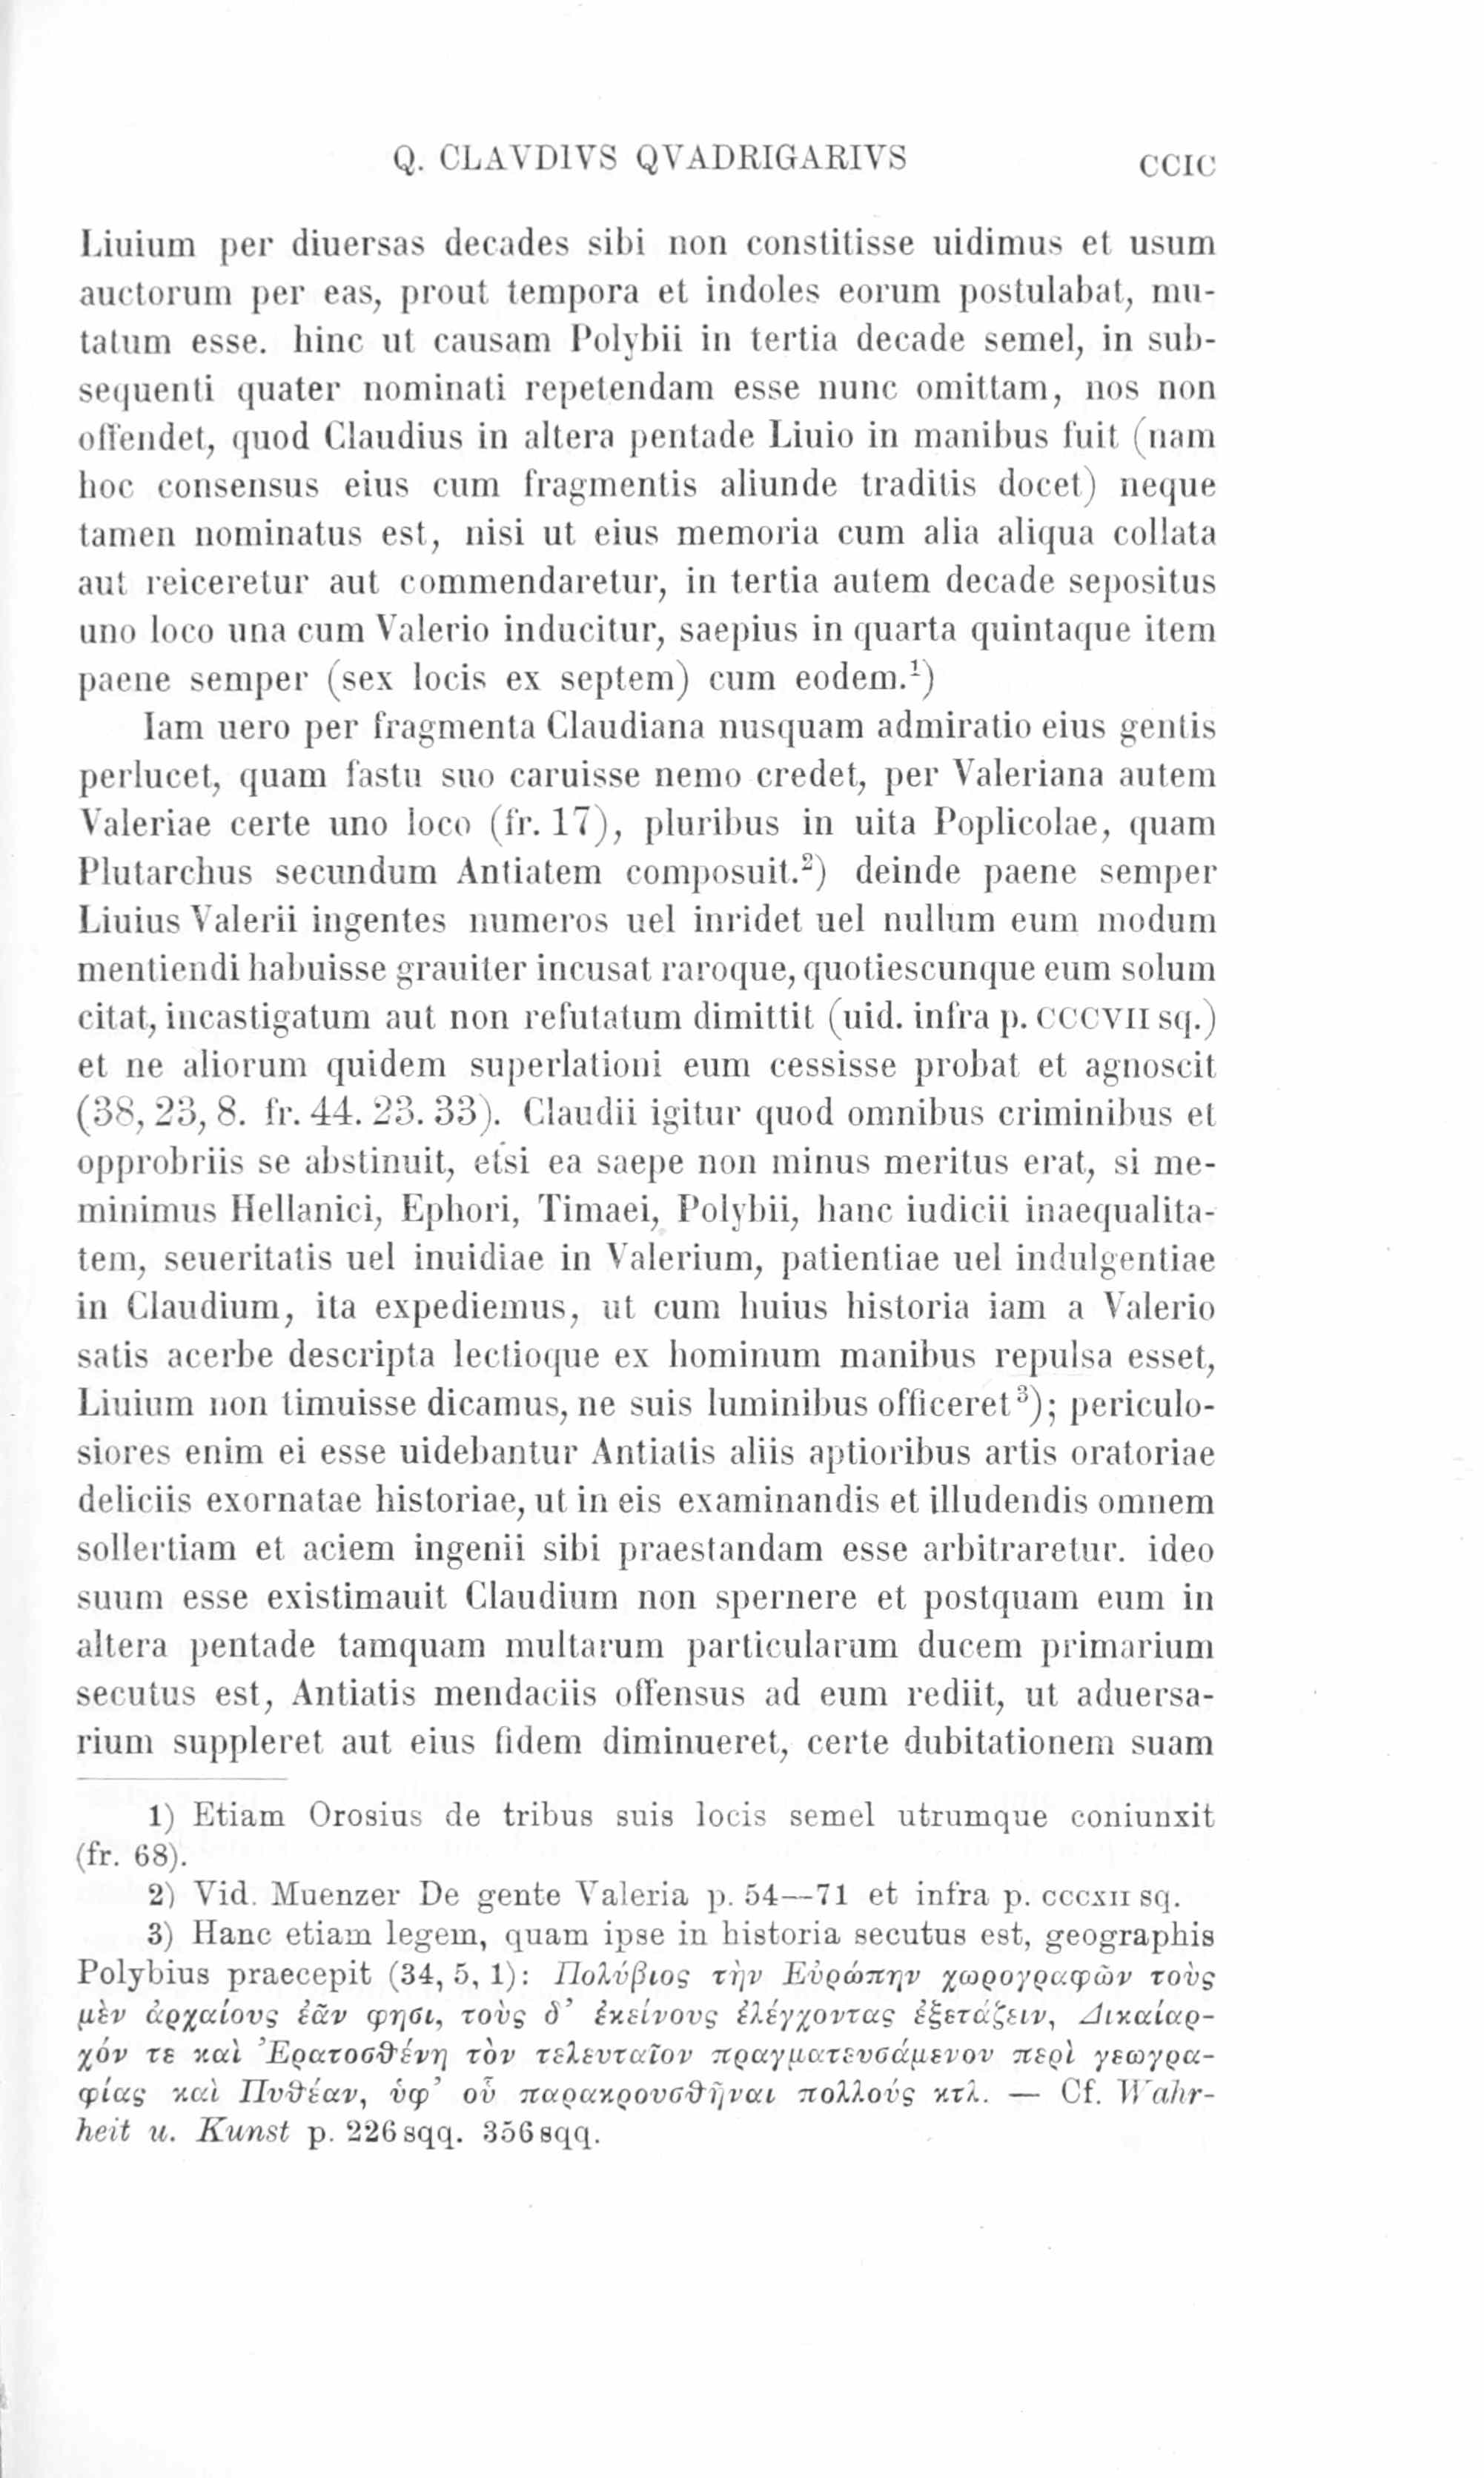 Q. CLAVDIVS QVADRIGARIVS CCIC
Liuium per diuersas decades sibi non constitisse uidimus et usum
auctorum per eas, prout tempora et indoles eorum postulabat, mu-
tatum esse. hinc ut causam Polybii in tertia decade semel, in sub-
sequenti quater nominati repetendam esse nunc omittam, nos non
offendet, quod Claudius in altera pentade Liuio in manibus fuit (nam
hoc consensus eius cum fragmentis aliunde traditis docet) neque
tamen nominatus est, nisi ut eius memoria cum alia aliqua collata
aut reiceretur aut commendaretur, in tertia autem decade sepositus
uno loco una cum Valerio inducitur, saepius in quarta quintaque item
paene semper (sex locis ex septem) cum eodem.¹)
Iam uero per fragmenta Claudiana nusquam admiratio eius gentis
perlucet, quam fastu suo caruisse nemo credet, per Valeriana autem
Valeriae certe uno loco (fr. 17), pluribus in uita Poplicolae, quam
Plutarchus secundum Antiatem composuit.²) deinde paene semper
Liuius Valerii ingentes numeros uel inridet uel nullum eum modum
mentiendi habuisse grauiter incusat raroque, quotiescunque eum solum
citat, incastigatum aut non refutatum dimittit (uid. infra p. CCCVII sq.)
et ne aliorum quidem superlationi eum cessisse probat et agnoscit
(38, 23, 8. fr. 44. 23. 33). Claudii igitur quod omnibus criminibus et
opprobriis se abstinuit, etsi ea saepe non minus meritus erat, si me-
minimus Hellanici, Ephori, Timaei, Polybii, hanc iudicii inaequalita-
tem, seueritatis uel inuidiae in Valerium, patientiae uel indulgentiae
in Claudium, ita expediemus, ut cum huius historia iam a Valerio
satis acerbe descripta lectioque ex hominum manibus repulsa esset,
Liuium non timuisse dicamus, ne suis luminibus officeret³); periculo-
siores enim ei esse uidebantur Antiatis aliis aptioribus artis oratoriae
deliciis exornatae historiae, ut in eis examinandis et illudendis omnem
sollertiam et aciem ingenii sibi praestandam esse arbitraretur. ideo
suum esse existimauit Claudium non spernere et postquam eum in
altera pentade tamquam multarum particularum ducem primarium
secutus est, Antiatis mendaciis offensus ad eum rediit, ut aduersa-
rium suppleret aut eius fidem diminueret, certe dubitationem suam
1) Etiam Orosius de tribus suis locis semel utrumque coniunxit
(fr. 68).
2) Vid. Muenzer De gente Valeria p. 54—71 et infra p. CCCXII sq.
3) Hanc etiam legem, quam ipse in historia secutus est, geographis
Polybius praecepit (34, 5, 1): Πολύβιος τὴν Εὐρώπην χωρογραφῶν τοὺς
μὲν ἀρχαίους ἐᾶν φησι, τοὺς δ’ ἐκείνους ἐλέγχοντας ἐξετάζειν, Δικαίαρ-
χόν τε καὶ Ἐρατοσθένη τὸν τελευταῖον πραγματευσάμενον περὶ γεωγρα-
φίας καὶ Πυθέαν, ὑφ’ οὗ παρακρουσθῆναι πολλούς κτλ. — Cf. Wahr-
heit u. Kunst p. 226 sqq. 356 sqq.